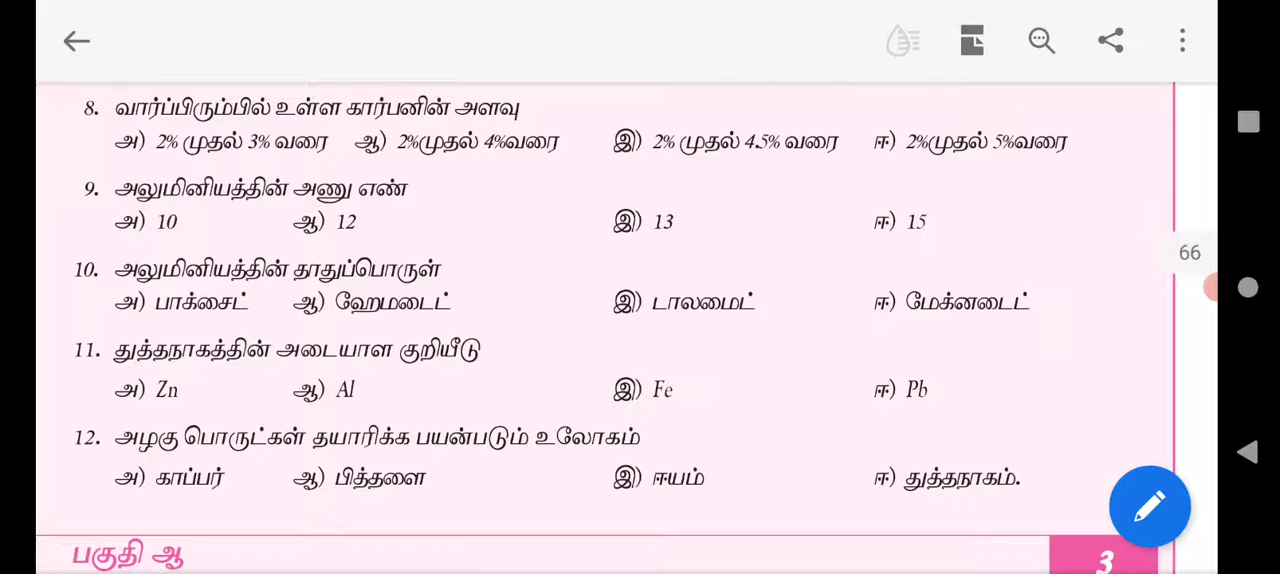 8. வார்ப்பிரும்பில் உள்ள கார்பனின் அளவு
அ) 2% முதல் 3% வரை ஆ) 2%முதல் 4%வரை இ) 2% முதல் 4.5% வரை ஈ) 2%முதல் 5%வரை
9. அலுமினியத்தின் அணு எண்
அ) 10 ஆ) 12 இ) 13 ஈ) 15
66
10. அலுமினியத்தின் தாதுப்பொருள்
அ) பாக்சைட் ஆ) ஹேமடைட் இ) டாலமைட் ஈ) மேக்னடைட்
11. துத்தநாகத்தின் அடையாள குறியீடு
அ) Zn ஆ) Al இ) Fe ஈ) Pb
12. அழகு பொருட்கள் தயாரிக்க பயன்படும் உலோகம்
அ) காப்பர் ஆ) பித்தளை இ) ஈயம் ஈ) துத்தநாகம்.
பகுதி ஆ 3